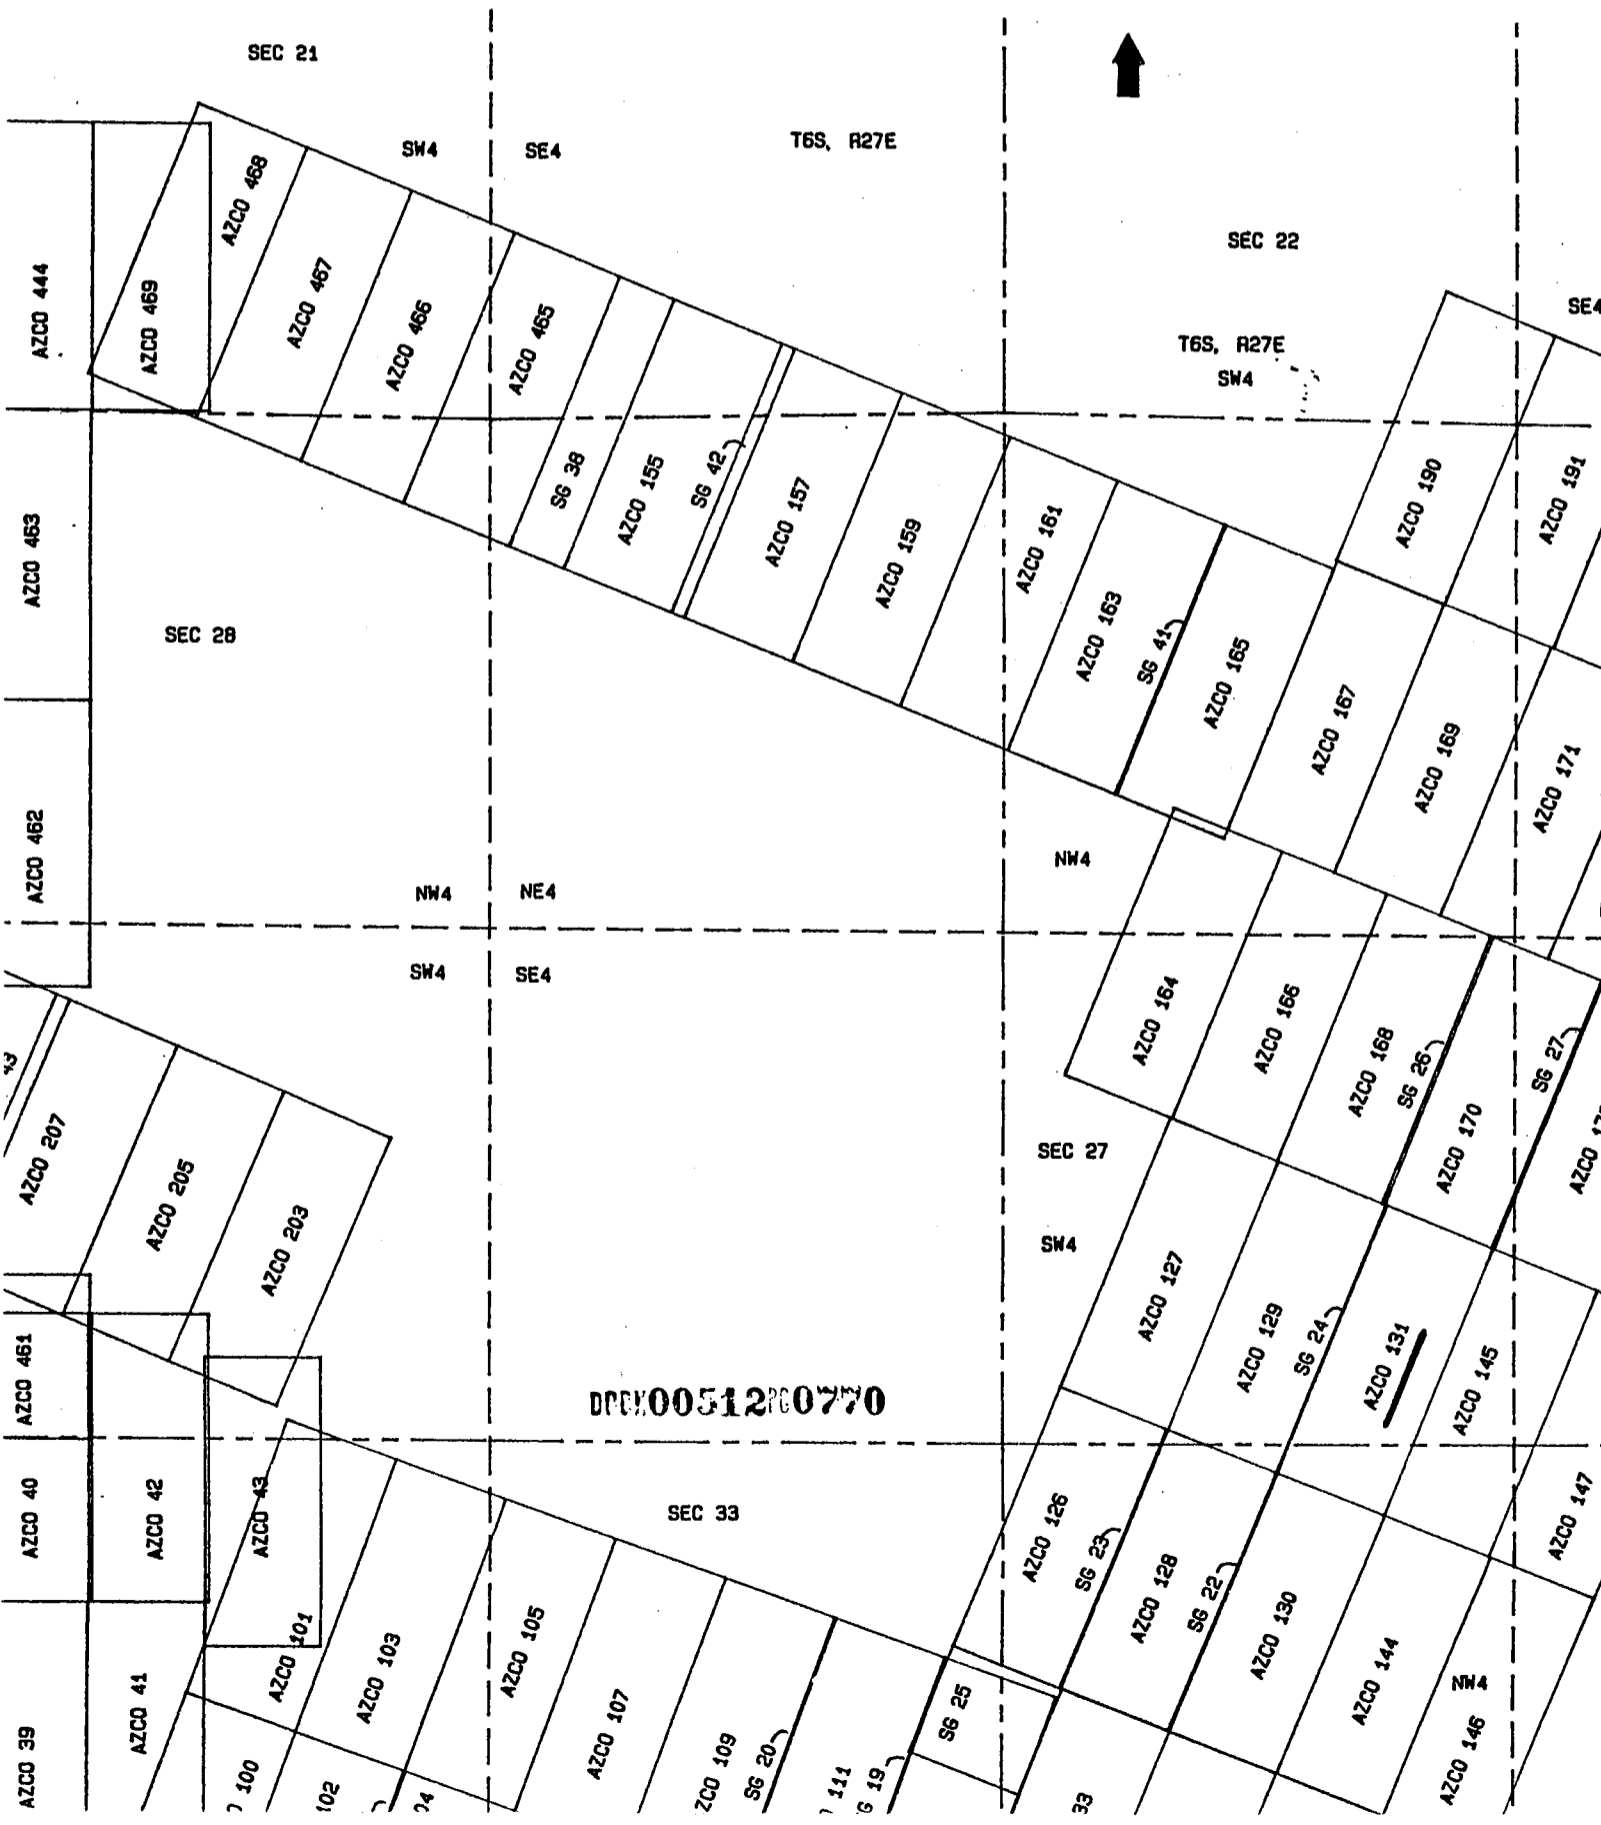 SEC 21
SW4
SE4
T6S, R27E
SEC 22
SE4
T6S, R27E
SW4
AZCO 444
AZCO 469
AZCO 468
AZCO 467
AZCO 466
AZCO 465
SG 38
AZCO 155
SG 42
AZCO 157
AZCO 159
AZCO 161
AZCO 163
SG 41
AZCO 165
AZCO 167
AZCO 169
AZCO 171
AZCO 190
AZCO 191
AZCO 463
SEC 28
AZCO 462
NW4
NE4
NW4
SW4
SE4
AZCO 164
AZCO 166
AZCO 168
SG 26
AZCO 170
SG 27
AZCO
AZCO 207
AZCO 205
AZCO 203
SEC 27
SW4
AZCO 127
AZCO 129
SG 24
AZCO 131
AZCO 145
AZCO 147
AZCO 461
00512 0770
AZCO 40
AZCO 42
AZCO 43
SEC 33
AZCO 126
SG 23
AZCO 128
SG 22
AZCO 130
AZCO 144
NW4
AZCO 146
AZCO 39
AZCO 41
AZCO 101
AZCO 103
AZCO 105
AZCO 107
ZCO 109
SG 20
111
G 19
SG 25
100
102
04
33